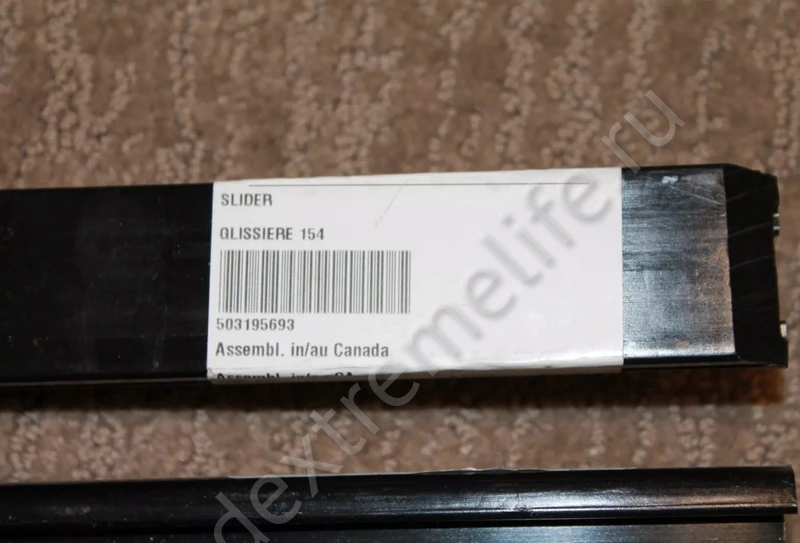 SLIDER
GLISSIERE 154
503195693
Assembl. in/au Canada
dextremelife.ru